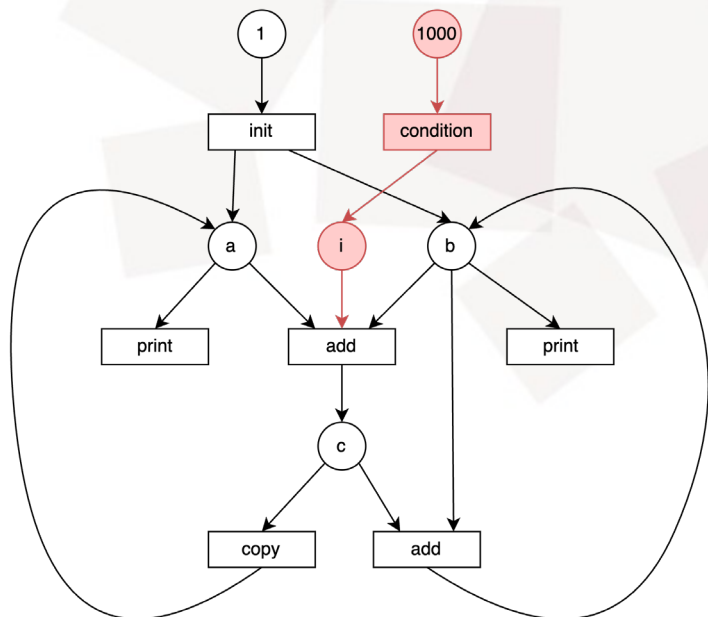 1
1000
init
condition
a
i
b
print
add
print
c
copy
add